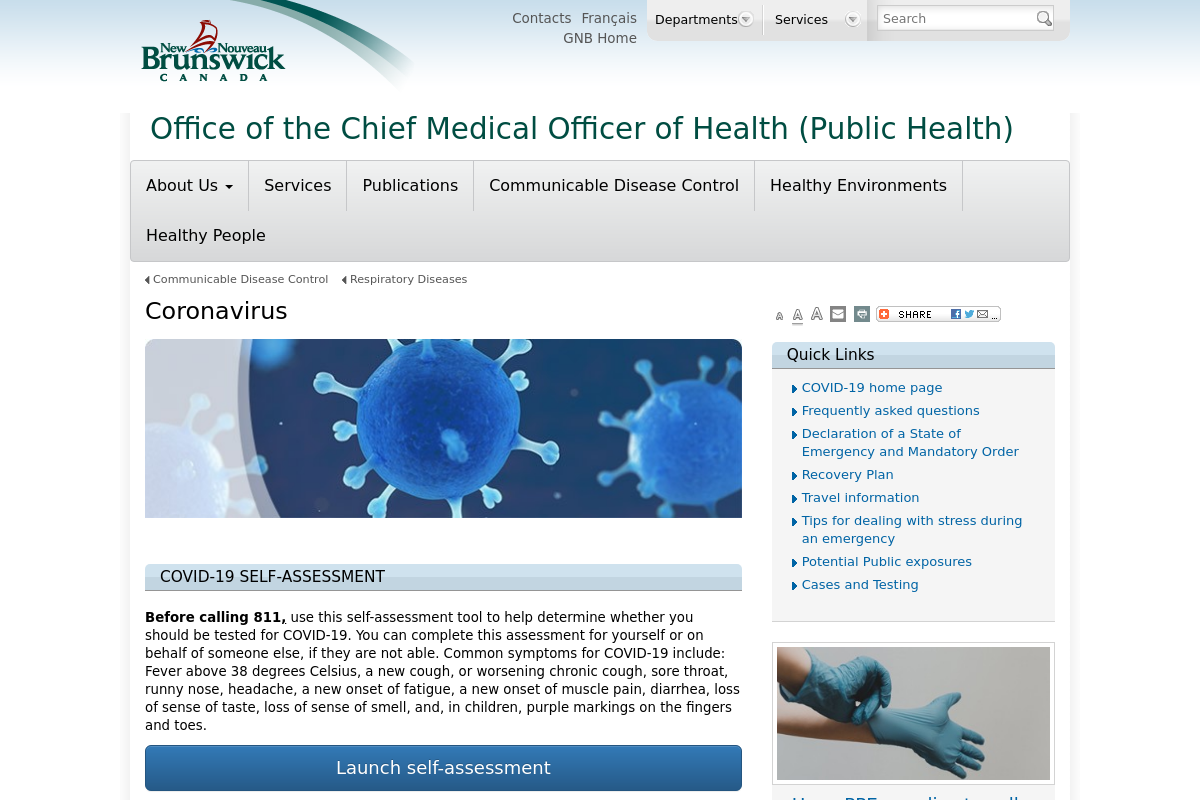 Contacts Français
GNB Home
Departments
Services
Search
New Nouveau
Brunswick
CANADA
Office of the Chief Medical Officer of Health (Public Health)
About Us
Services
Publications
Communicable Disease Control
Healthy Environments
Healthy People
Communicable Disease Control
Respiratory Diseases
Coronavirus
A A A
SHARE
...
COVID-19 SELF-ASSESSMENT
Before calling 811, use this self-assessment tool to help determine whether you
should be tested for COVID-19. You can complete this assessment for yourself or on
behalf of someone else, if they are not able. Common symptoms for COVID-19 include:
Fever above 38 degrees Celsius, a new cough, or worsening chronic cough, sore throat,
runny nose, headache, a new onset of fatigue, a new onset of muscle pain, diarrhea, loss
of sense of taste, loss of sense of smell, and, in children, purple markings on the fingers
and toes.
Launch self-assessment
Quick Links
COVID-19 home page
Frequently asked questions
Declaration of a State of
Emergency and Mandatory Order
Recovery Plan
Travel information
Tips for dealing with stress during
an emergency
Potential Public exposures
Cases and Testing